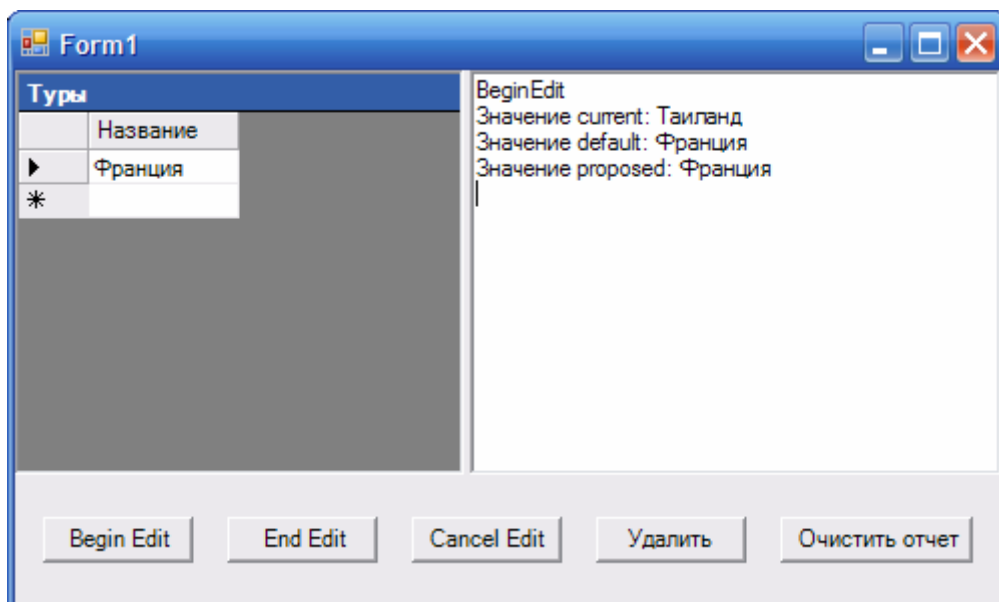 Form1
Туры
Название
Франция
BeginEdit
Значение current: Таиланд
Значение default: Франция
Значение proposed: Франция
Begin Edit
End Edit
Cancel Edit
Удалить
Очистить отчет